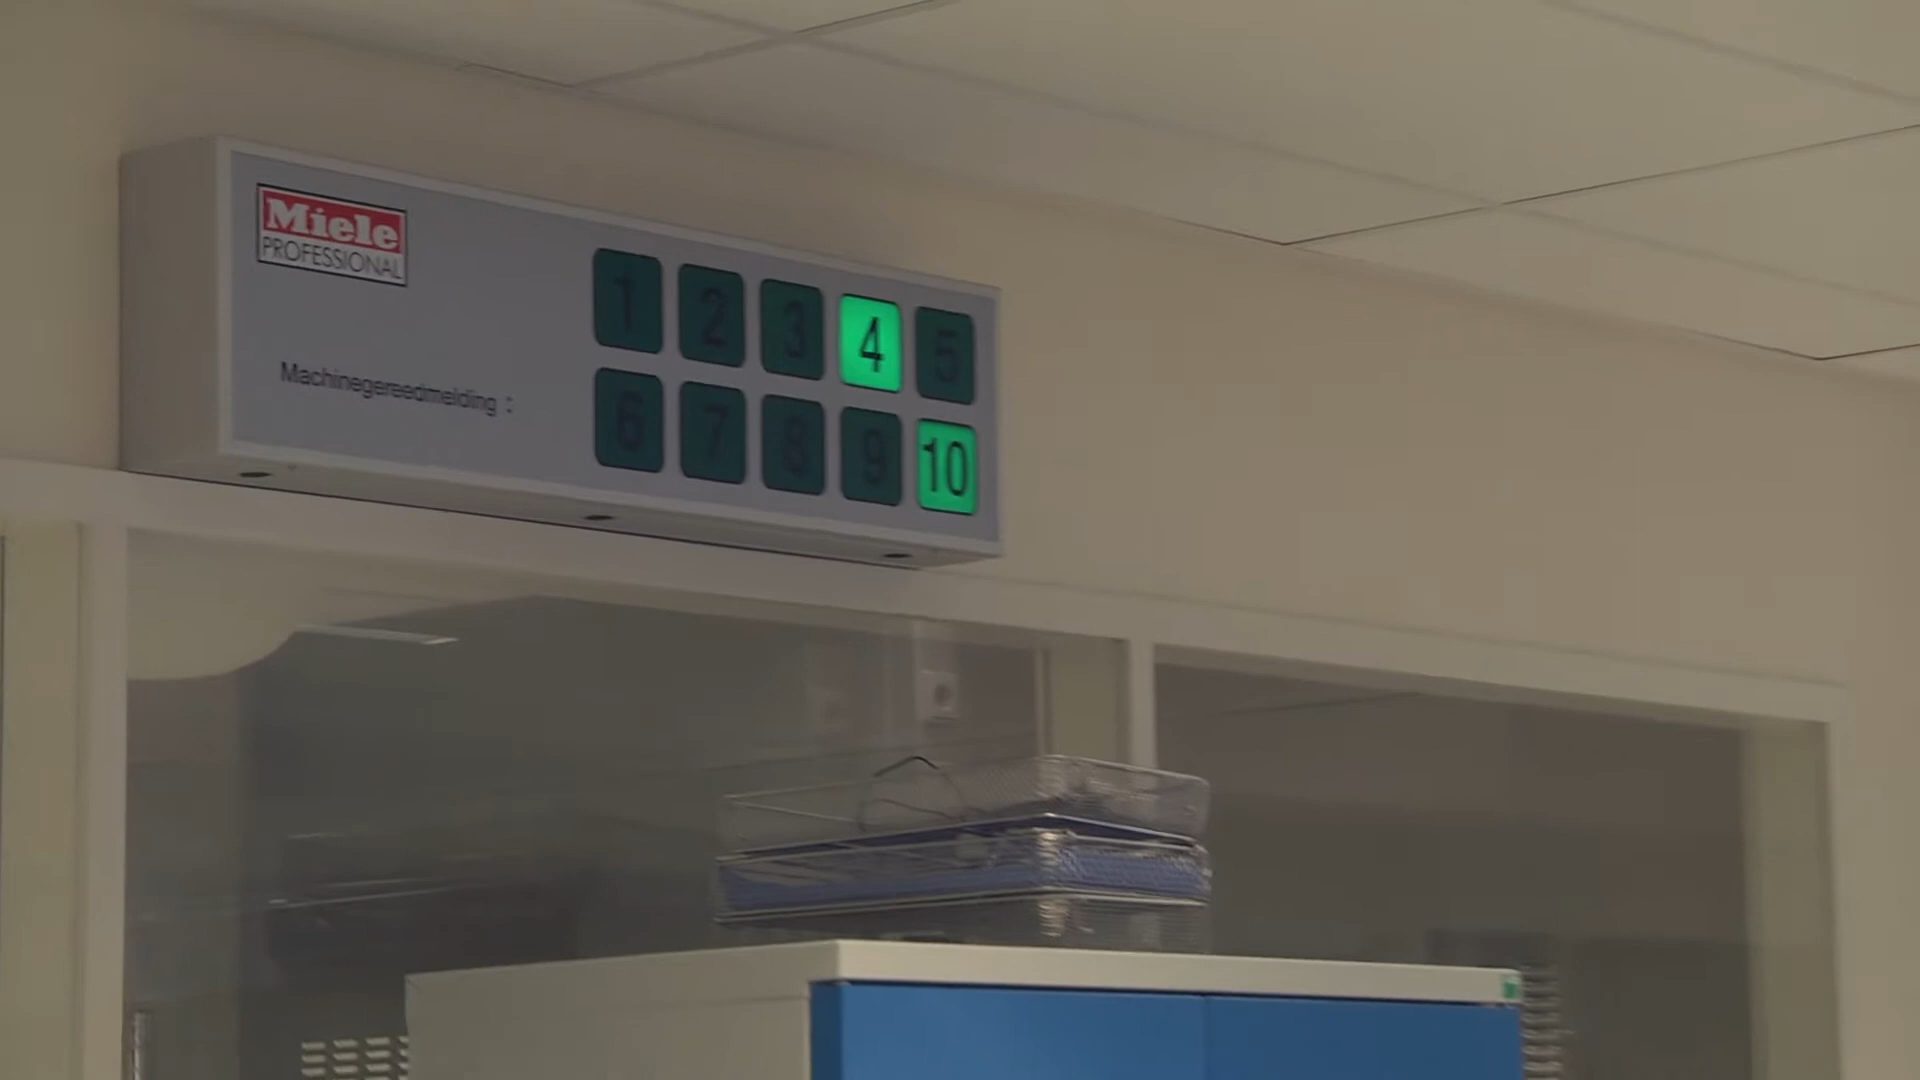 Miele
PROFESSIONAL
1 2 3 4 5
Machinegereedmelding :
6 7 8 9 10